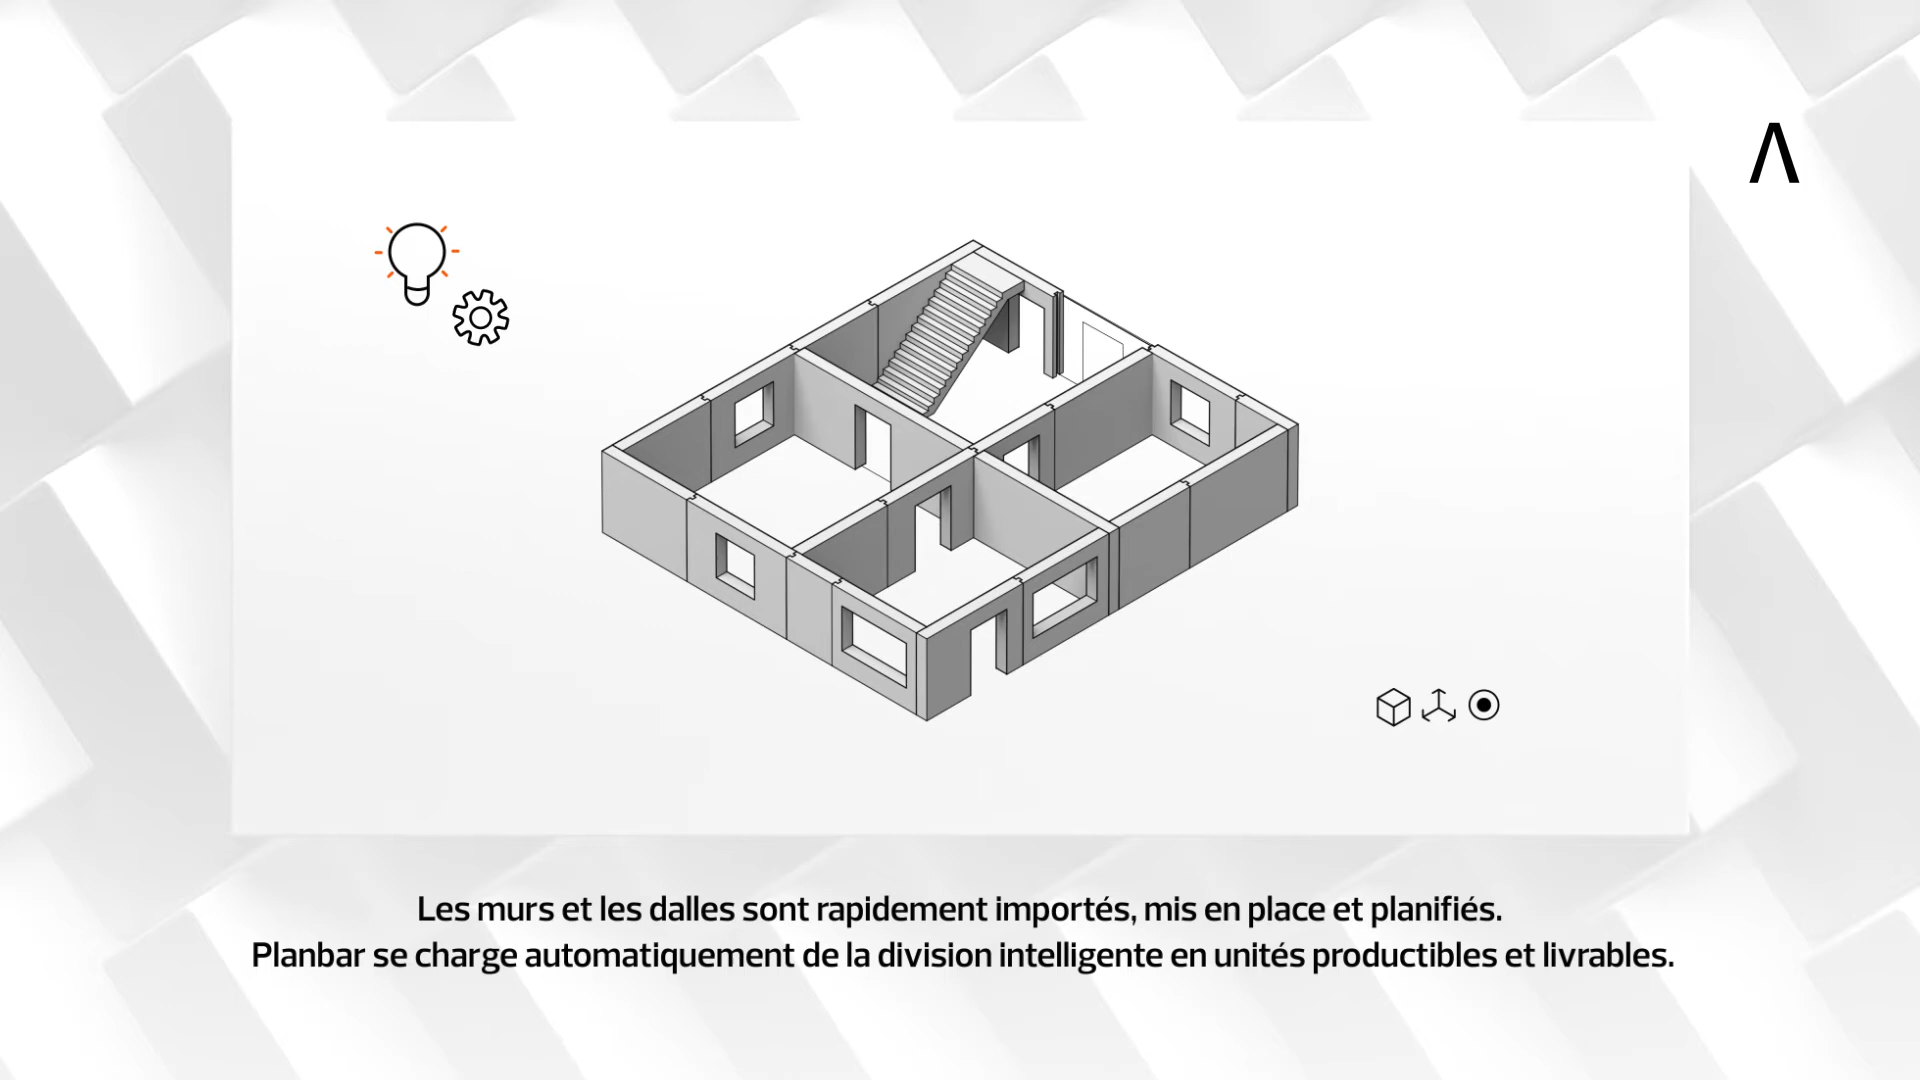 Les murs et les dalles sont rapidement importés, mis en place et planifiés.
Planbar se charge automatiquement de la division intelligente en unités productibles et livrables.